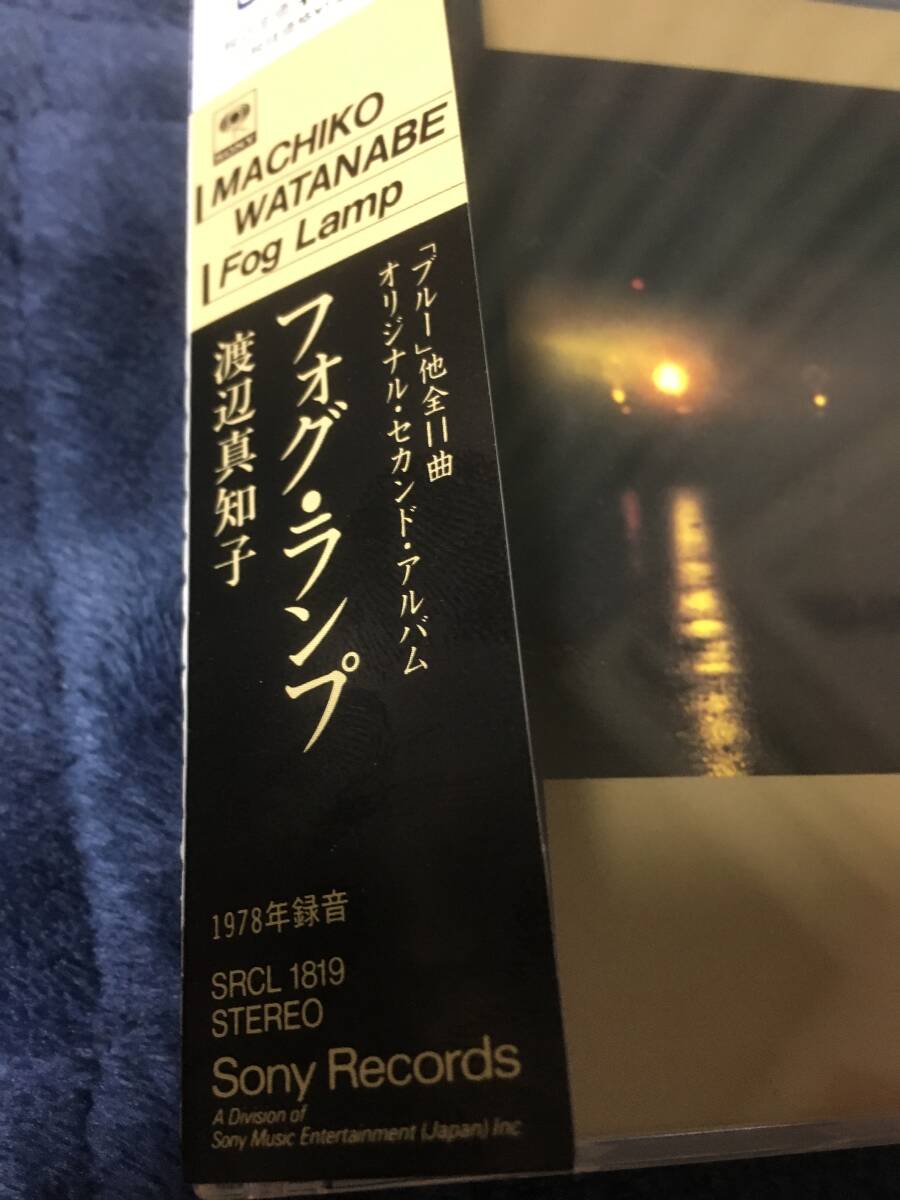 SONY
MACHIKO
WATANABE
Fog Lamp
「ブルー」他全11曲
オリジナル・セカンド・アルバム
フォグ・ランプ
渡辺真知子
1978年録音
SRCL 1819
STEREO
Sony Records
A Division of
Sony Music Entertainment (Japan) Inc.